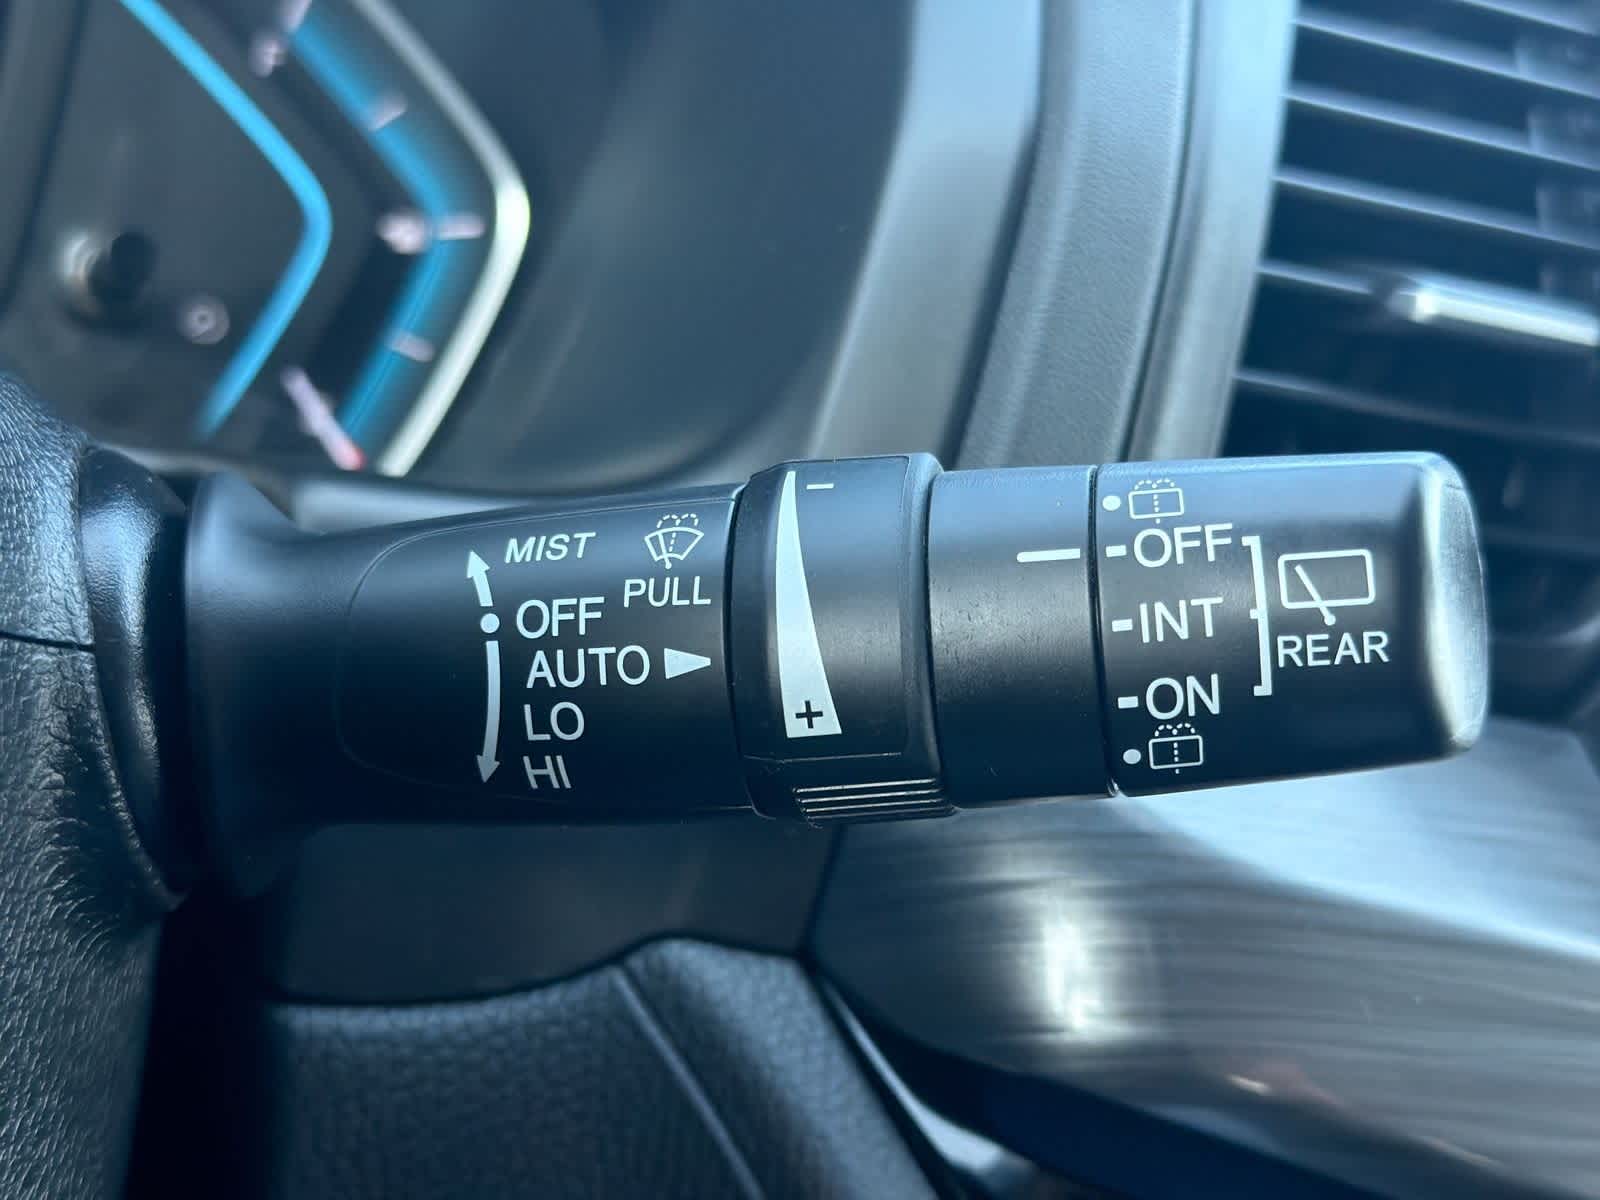 MIST
PULL
OFF
AUTO
LO
HI
−
+
OFF
INT
ON
REAR